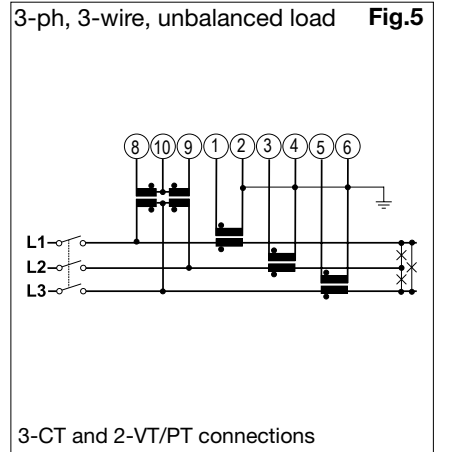 3-ph, 3-wire, unbalanced load Fig.5
8 10 9 1 2 3 4 5 6
L1
L2
L3
3-CT and 2-VT/PT connections